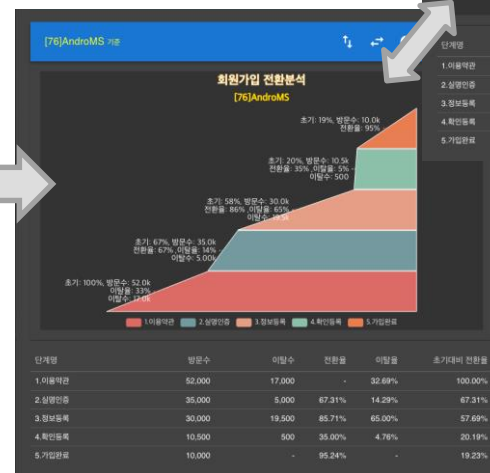 [76]AndroMS 기준
회원가입 전환분석
[76]AndroMS
초기: 19%, 방문수: 10.0k
전환율: 95%
초기: 20%, 방문수: 10.5k
전환율: 35% ,이탈율: 5%
이탈수: 500
초기: 58%, 방문수: 30.0k
전환율: 86% ,이탈율: 65%
이탈수: 19.5k
초기: 67%, 방문수: 35.0k
전환율: 67% ,이탈율: 14%
이탈수: 5.00k
초기: 100%, 방문수: 52.0k
이탈율: 33%
이탈수: 17.0k
1.이용약관 2.실명인증 3.정보등록 4.확인등록 5.가입완료
단계명 방문수 이탈수 전환율 이탈율 초기대비 전환율
1.이용약관 52,000 17,000 - 32.69% 100.00%
2.실명인증 35,000 5,000 67.31% 14.29% 67.31%
3.정보등록 30,000 19,500 85.71% 65.00% 57.69%
4.확인등록 10,500 500 35.00% 4.76% 20.19%
5.가입완료 10,000 - 95.24% - 19.23%
단계명
1.이용약관
2.실명인증
3.정보등록
4.확인등록
5.가입완료